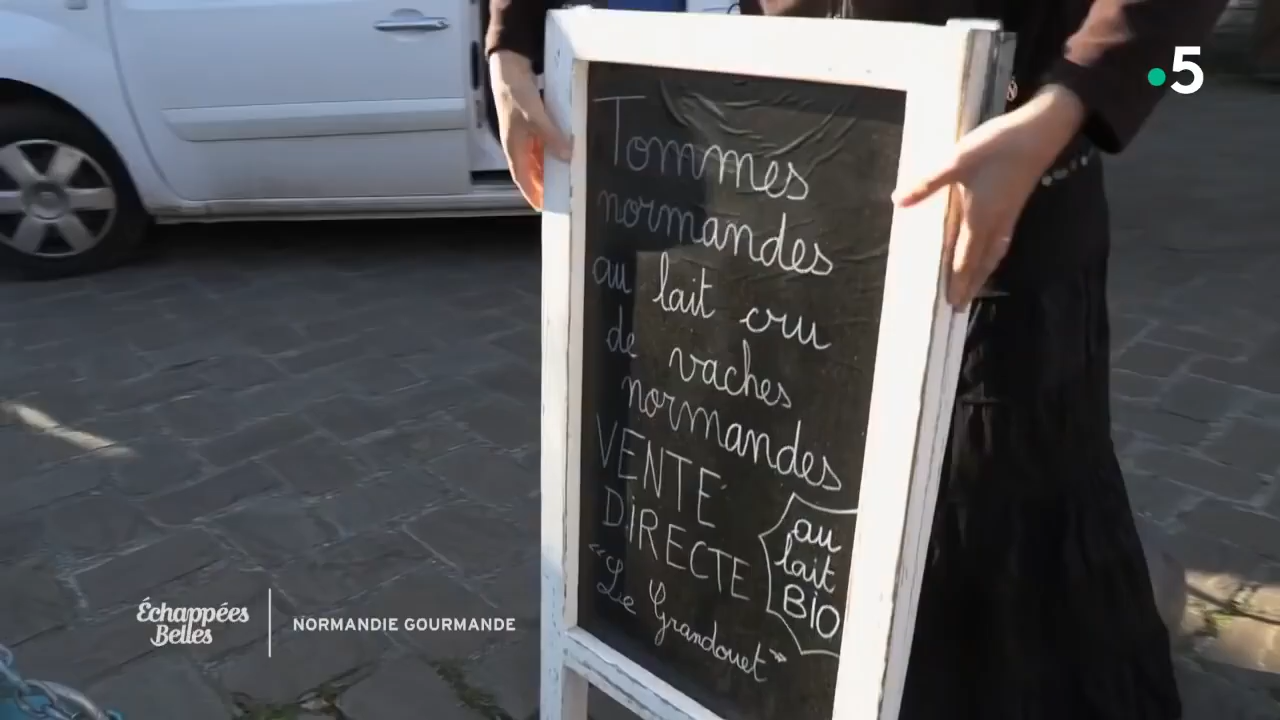 5
Tommes
normandes
au lait cru
de vaches
normandes
VENTE
DIRECTE
au
lait
BIO
"Le Grandouet"
Échappées
Belles
NORMANDIE GOURMANDE